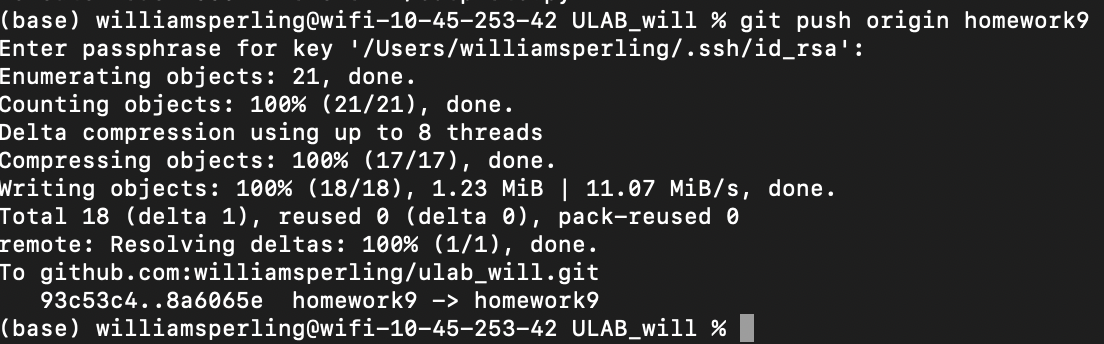 (base) williamsperling@wifi-10-45-253-42 ULAB_will % git push origin homework9
Enter passphrase for key '/Users/williamsperling/.ssh/id_rsa':
Enumerating objects: 21, done.
Counting objects: 100% (21/21), done.
Delta compression using up to 8 threads
Compressing objects: 100% (17/17), done.
Writing objects: 100% (18/18), 1.23 MiB | 11.07 MiB/s, done.
Total 18 (delta 1), reused 0 (delta 0), pack-reused 0
remote: Resolving deltas: 100% (1/1), done.
To github.com:williamsperling/ulab_will.git
   93c53c4..8a6065e  homework9 -> homework9
(base) williamsperling@wifi-10-45-253-42 ULAB_will %